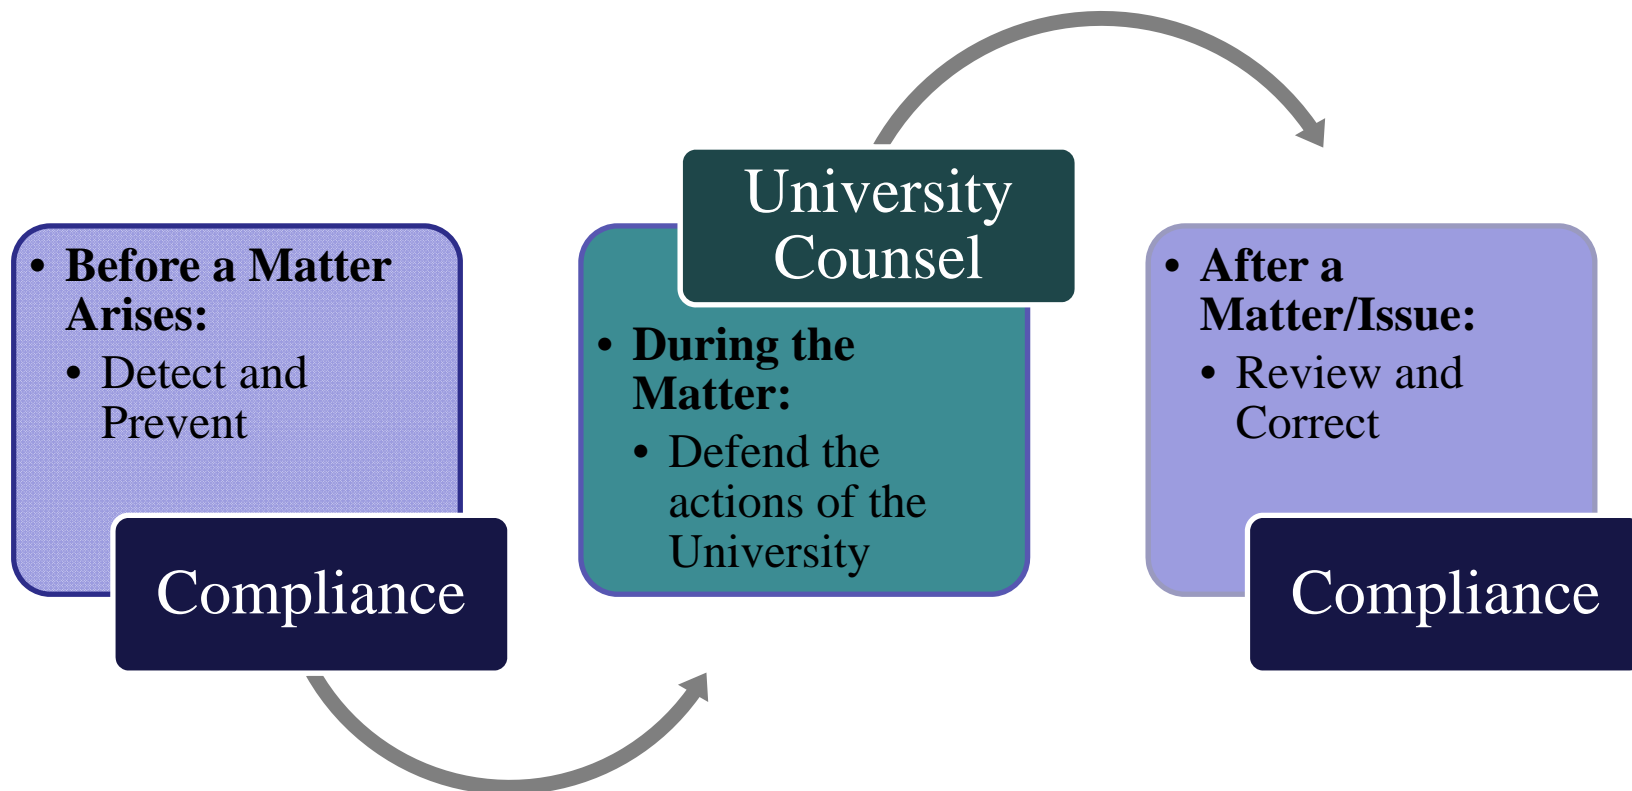 • Before a Matter
Arises:
• Detect and
Prevent
Compliance
University
Counsel
• During the
Matter:
• Defend the
actions of the
University
• After a
Matter/Issue:
• Review and
Correct
Compliance